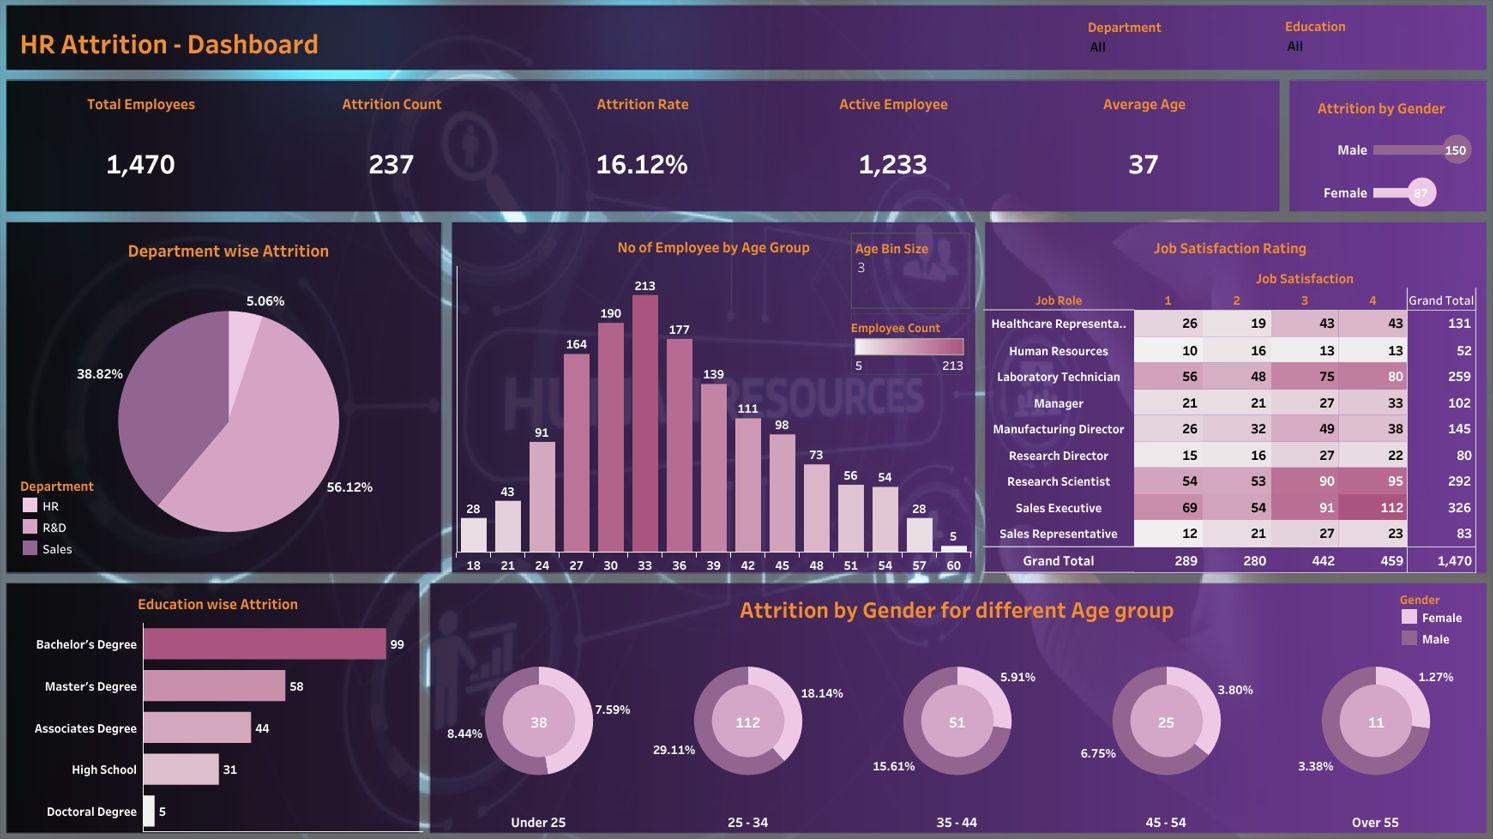 HR Attrition - Dashboard
Department
All
Education
All
Total Employees
1,470
Attrition Count
237
Attrition Rate
16.12%
Active Employee
1,233
Average Age
37
Attrition by Gender
Male 150
Female 87
Department wise Attrition
5.06%
38.82%
56.12%
Department
HR
R&D
Sales
No of Employee by Age Group
Age Bin Size
3
Employee Count
5 213
28 43 91 164 190 213 177 139 111 98 73 56 54 28 5
18 21 24 27 30 33 36 39 42 45 48 51 54 57 60
HUMAN RESOURCES
Job Satisfaction Rating
Job Satisfaction
Job Role 1 2 3 4 Grand Total
Healthcare Representa.. 26 19 43 43 131
Human Resources 10 16 13 13 52
Laboratory Technician 56 48 75 80 259
Manager 21 21 27 33 102
Manufacturing Director 26 32 49 38 145
Research Director 15 16 27 22 80
Research Scientist 54 53 90 95 292
Sales Executive 69 54 91 112 326
Sales Representative 12 21 27 23 83
Grand Total 289 280 442 459 1,470
Education wise Attrition
Bachelor's Degree 99
Master's Degree 58
Associates Degree 44
High School 31
Doctoral Degree 5
Attrition by Gender for different Age group
Gender
Female
Male
38
7.59%
8.44%
Under 25
112
18.14%
29.11%
25 - 34
51
5.91%
15.61%
35 - 44
25
3.80%
6.75%
45 - 54
11
1.27%
3.38%
Over 55